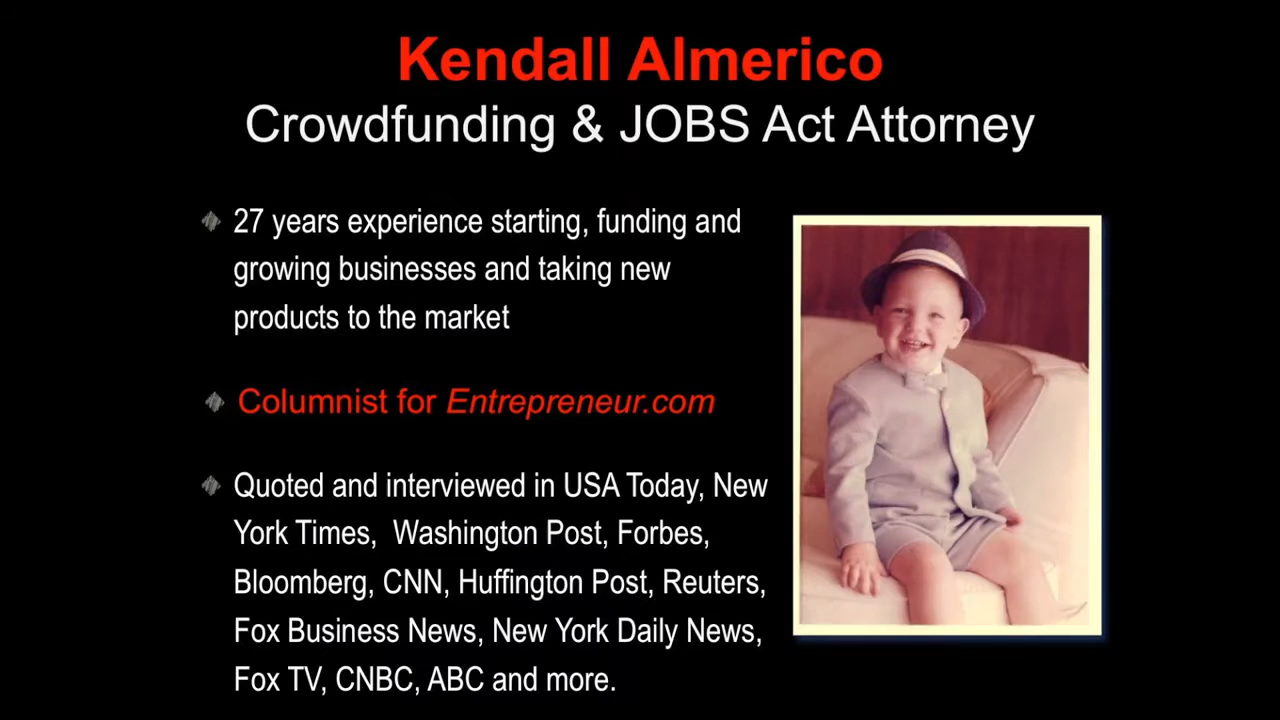 Kendall Almerico
Crowdfunding & JOBS Act Attorney
27 years experience starting, funding and
growing businesses and taking new
products to the market
Columnist for Entrepreneur.com
Quoted and interviewed in USA Today, New
York Times, Washington Post, Forbes,
Bloomberg, CNN, Huffington Post, Reuters,
Fox Business News, New York Daily News,
Fox TV, CNBC, ABC and more.